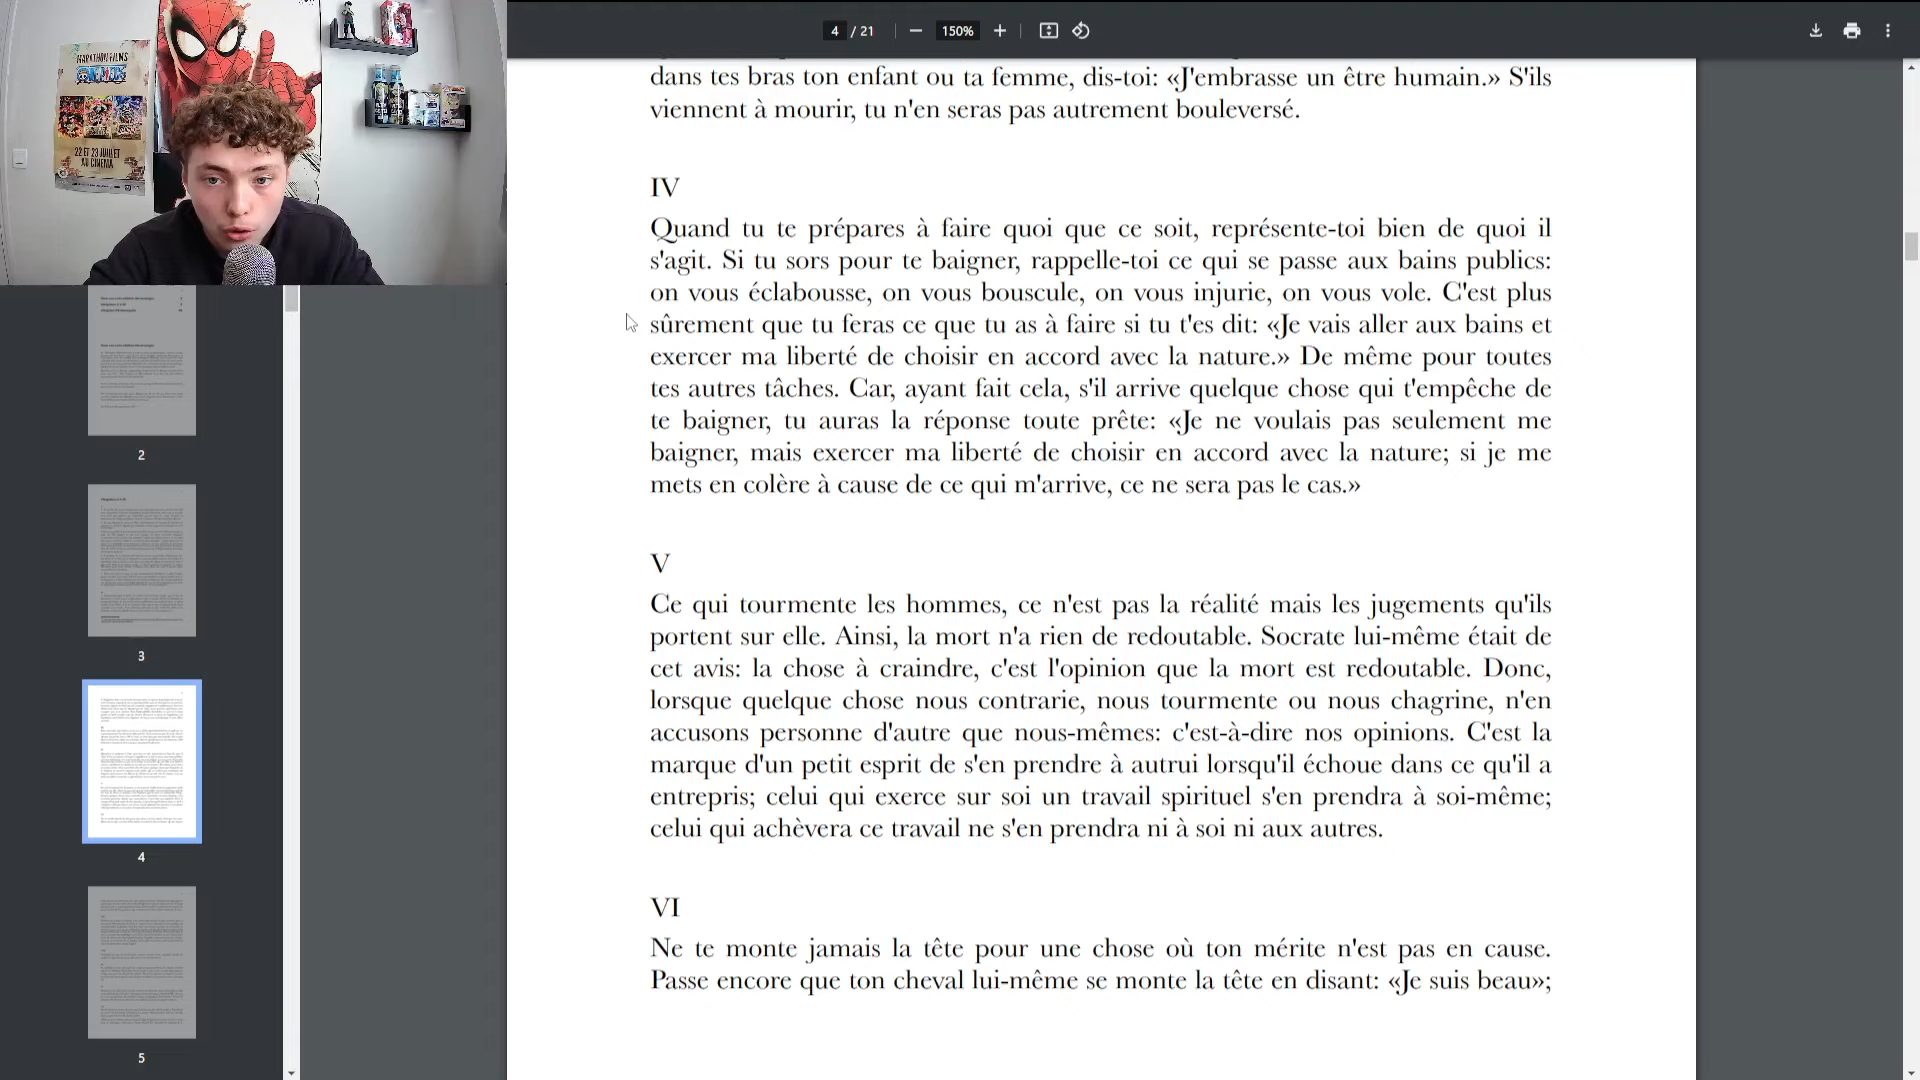 MARATHON FILMS
22 ET 23 JUILLET
AU CINEMA
4 / 21
150%
dans tes bras ton enfant ou ta femme, dis-toi: «J'embrasse un être humain.» S'ils
viennent à mourir, tu n'en seras pas autrement bouleversé.
IV
Quand tu te prépares à faire quoi que ce soit, représente-toi bien de quoi il
s'agit. Si tu sors pour te baigner, rappelle-toi ce qui se passe aux bains publics:
on vous éclabousse, on vous bouscule, on vous injurie, on vous vole. C'est plus
sûrement que tu feras ce que tu as à faire si tu t'es dit: «Je vais aller aux bains et
exercer ma liberté de choisir en accord avec la nature.» De même pour toutes
tes autres tâches. Car, ayant fait cela, s'il arrive quelque chose qui t'empêche de
te baigner, tu auras la réponse toute prête: «Je ne voulais pas seulement me
baigner, mais exercer ma liberté de choisir en accord avec la nature; si je me
mets en colère à cause de ce qui m'arrive, ce ne sera pas le cas.»
V
Ce qui tourmente les hommes, ce n'est pas la réalité mais les jugements qu'ils
portent sur elle. Ainsi, la mort n'a rien de redoutable. Socrate lui-même était de
cet avis: la chose à craindre, c'est l'opinion que la mort est redoutable. Donc,
lorsque quelque chose nous contrarie, nous tourmente ou nous chagrine, n'en
accusons personne d'autre que nous-mêmes: c'est-à-dire nos opinions. C'est la
marque d'un petit esprit de s'en prendre à autrui lorsqu'il échoue dans ce qu'il a
entrepris; celui qui exerce sur soi un travail spirituel s'en prendra à soi-même;
celui qui achèvera ce travail ne s'en prendra ni à soi ni aux autres.
VI
Ne te monte jamais la tête pour une chose où ton mérite n'est pas en cause.
Passe encore que ton cheval lui-même se monte la tête en disant: «Je suis beau»;
2
3
4
5